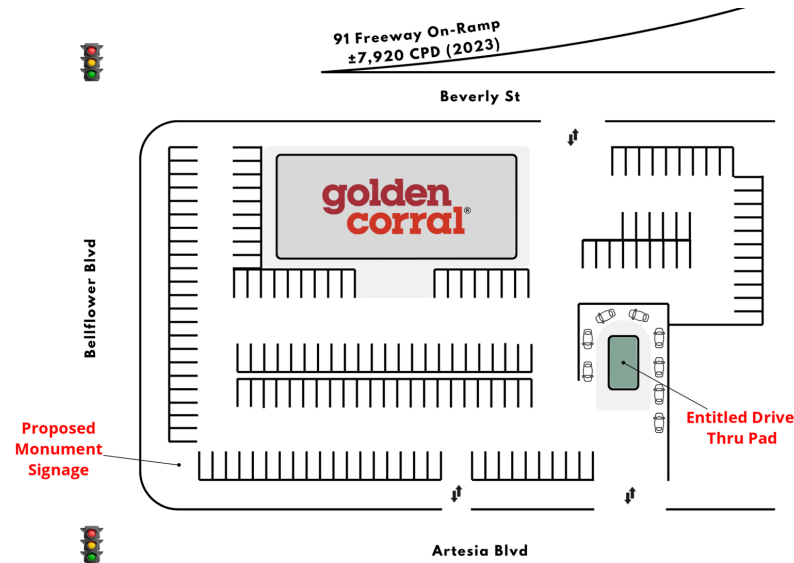 91 Freeway On-Ramp
±7,920 CPD (2023)
Beverly St
golden
corral®
Bellflower Blvd
Proposed
Monument
Signage
Entitled Drive
Thru Pad
Artesia Blvd